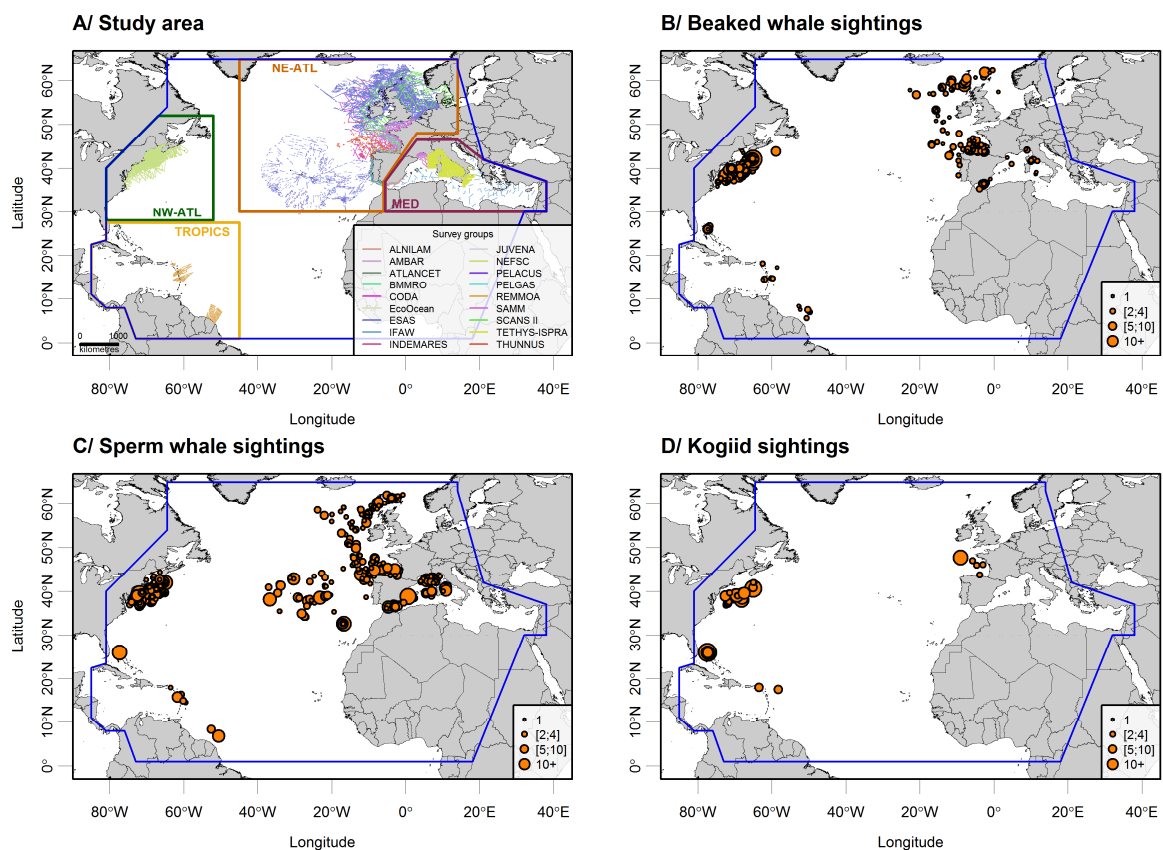 A/ Study area
B/ Beaked whale sightings
Latitude
60°N
50°N
40°N
30°N
20°N
10°N
0°
NE-ATL
NW-ATL
MED
TROPICS
Survey groups
ALNILAM
AMBAR
ATLANCET
BMMRO
CODA
EcoOcean
ESAS
IFAW
INDEMARES
JUVENA
NEFSC
PELACUS
PELGAS
REMMOA
SAMM
SCANS II
TETHYS-ISPRA
THUNNUS
0 1000
kilometres
80°W 60°W 40°W 20°W 0° 20°E 40°E
Longitude
60°N
50°N
40°N
30°N
20°N
10°N
0°
1
[2;4]
[5;10]
10+
80°W 60°W 40°W 20°W 0° 20°E 40°E
Longitude
C/ Sperm whale sightings
D/ Kogiid sightings
Latitude
60°N
50°N
40°N
30°N
20°N
10°N
0°
1
[2;4]
[5;10]
10+
80°W 60°W 40°W 20°W 0° 20°E 40°E
Longitude
60°N
50°N
40°N
30°N
20°N
10°N
0°
1
[2;4]
[5;10]
10+
80°W 60°W 40°W 20°W 0° 20°E 40°E
Longitude